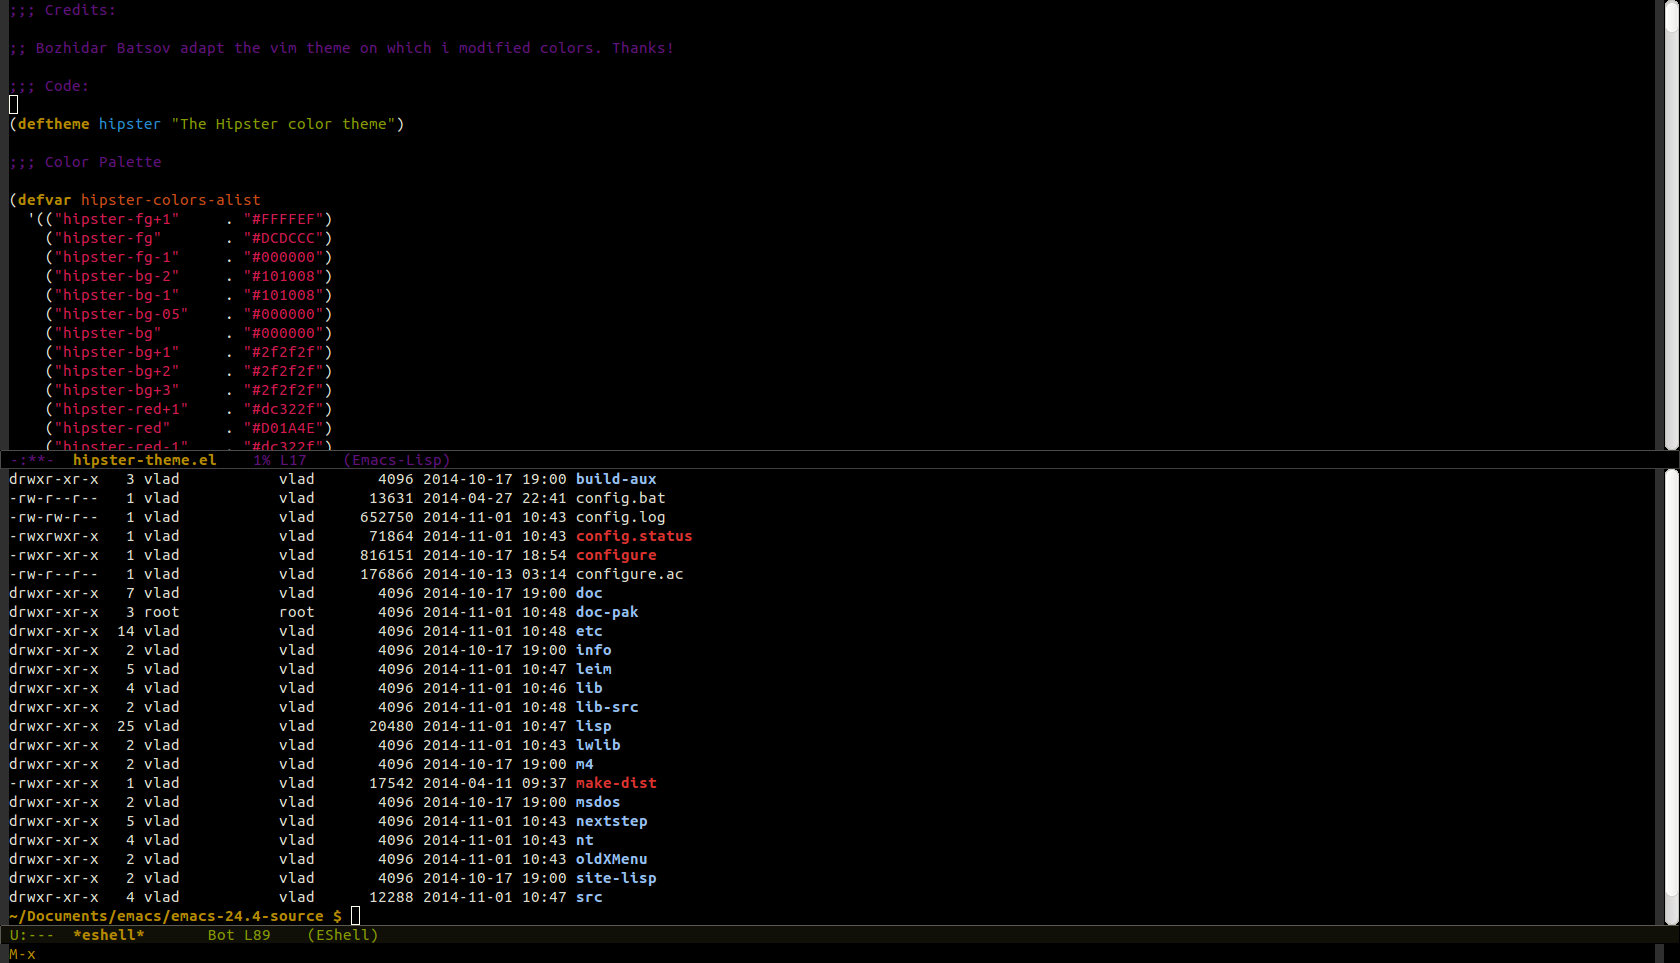 ;;; Credits:
;; Bozhidar Batsov adapt the vim theme on which i modified colors. Thanks!
;;; Code:
(deftheme hipster "The Hipster color theme")
;;; Color Palette
(defvar hipster-colors-alist
  '(("hipster-fg+1"     . "#FFFFEF")
    ("hipster-fg"       . "#DCDCCC")
    ("hipster-fg-1"     . "#000000")
    ("hipster-bg-2"     . "#101008")
    ("hipster-bg-1"     . "#101008")
    ("hipster-bg-05"    . "#000000")
    ("hipster-bg"       . "#000000")
    ("hipster-bg+1"     . "#2f2f2f")
    ("hipster-bg+2"     . "#2f2f2f")
    ("hipster-bg+3"     . "#2f2f2f")
    ("hipster-red+1"    . "#dc322f")
    ("hipster-red"      . "#D01A4E")
    ("hipster-red-1"    . "#dc322f")
-:**-  hipster-theme.el    1% L17    (Emacs-Lisp)
drwxr-xr-x   3 vlad           vlad       4096 2014-10-17 19:00 build-aux
-rw-r--r--   1 vlad           vlad      13631 2014-04-27 22:41 config.bat
-rw-rw-r--   1 vlad           vlad     652750 2014-11-01 10:43 config.log
-rwxrwxr-x   1 vlad           vlad      71864 2014-11-01 10:43 config.status
-rwxr-xr-x   1 vlad           vlad     816151 2014-10-17 18:54 configure
-rw-r--r--   1 vlad           vlad     176866 2014-10-13 03:14 configure.ac
drwxr-xr-x   7 vlad           vlad       4096 2014-10-17 19:00 doc
drwxr-xr-x   3 root           root       4096 2014-11-01 10:48 doc-pak
drwxr-xr-x  14 vlad           vlad       4096 2014-11-01 10:48 etc
drwxr-xr-x   2 vlad           vlad       4096 2014-10-17 19:00 info
drwxr-xr-x   5 vlad           vlad       4096 2014-11-01 10:47 leim
drwxr-xr-x   4 vlad           vlad       4096 2014-11-01 10:46 lib
drwxr-xr-x   2 vlad           vlad       4096 2014-11-01 10:48 lib-src
drwxr-xr-x  25 vlad           vlad      20480 2014-11-01 10:47 lisp
drwxr-xr-x   2 vlad           vlad       4096 2014-11-01 10:43 lwlib
drwxr-xr-x   2 vlad           vlad       4096 2014-10-17 19:00 m4
-rwxr-xr-x   1 vlad           vlad      17542 2014-04-11 09:37 make-dist
drwxr-xr-x   2 vlad           vlad       4096 2014-10-17 19:00 msdos
drwxr-xr-x   5 vlad           vlad       4096 2014-11-01 10:43 nextstep
drwxr-xr-x   4 vlad           vlad       4096 2014-11-01 10:43 nt
drwxr-xr-x   2 vlad           vlad       4096 2014-11-01 10:43 oldXMenu
drwxr-xr-x   2 vlad           vlad       4096 2014-10-17 19:00 site-lisp
drwxr-xr-x   4 vlad           vlad      12288 2014-11-01 10:47 src
~/Documents/emacs/emacs-24.4-source $
U:---  *eshell*       Bot L89    (EShell)
M-x